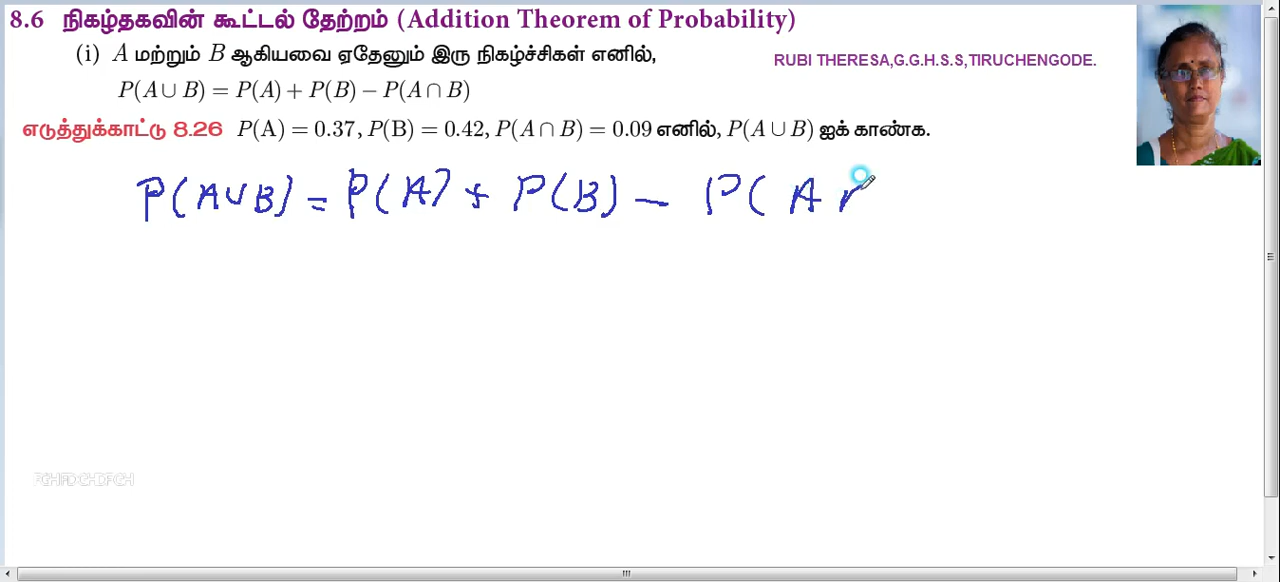 8.6 நிகழ்தகவின் கூட்டல் தேற்றம் (Addition Theorem of Probability)
(i) A மற்றும் B ஆகியவை ஏதேனும் இரு நிகழ்ச்சிகள் எனில்,
RUBI THERESA,G.G.H.S.S,TIRUCHENGODE.
P(A∪B) = P(A) + P(B) − P(A∩B)
எடுத்துக்காட்டு 8.26 P(A) = 0.37, P(B) = 0.42, P(A∩B) = 0.09 எனில், P(A∪B) ஐக் காண்க.
P(A∪B) = P(A) + P(B) − P( A